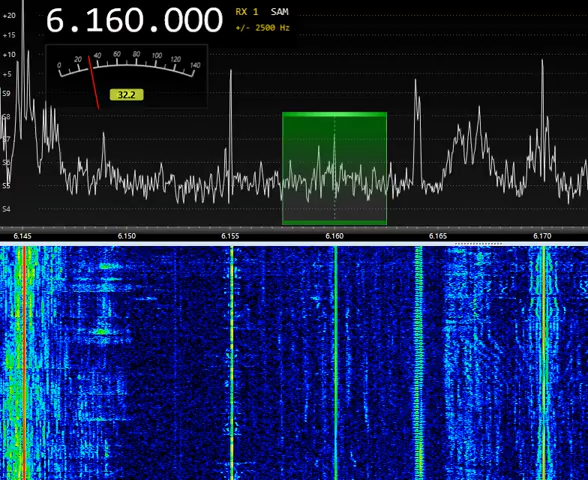 +20
+15
+10
+5
S9
S8
S7
S6
S5
S4
6.160.000
RX 1 SAM
+/- 2500 Hz
0 20 40 60 80 100 120 140
32.2
6.145 6.150 6.155 6.160 6.165 6.170